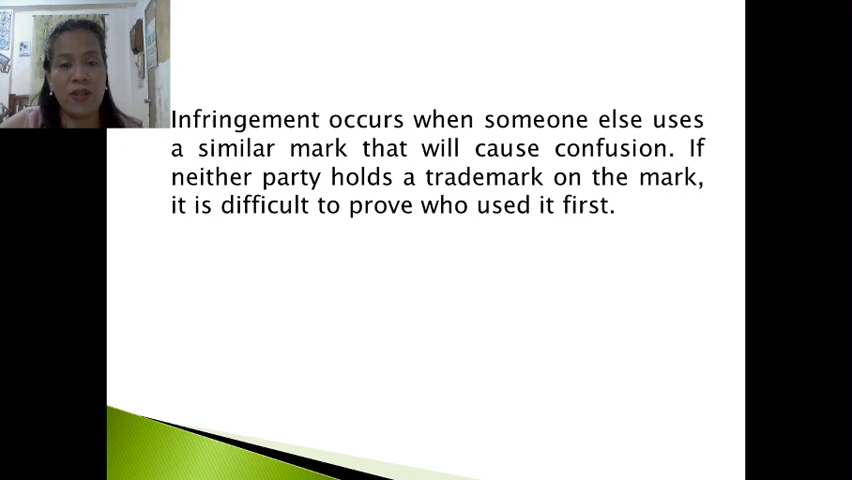 Infringement occurs when someone else uses
a similar mark that will cause confusion. If
neither party holds a trademark on the mark,
it is difficult to prove who used it first.